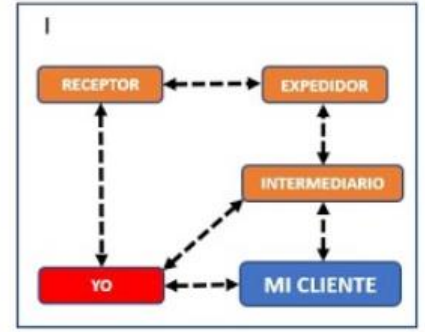 I
RECEPTOR EXPEDIDOR
INTERMEDIARIO
YO MI CLIENTE